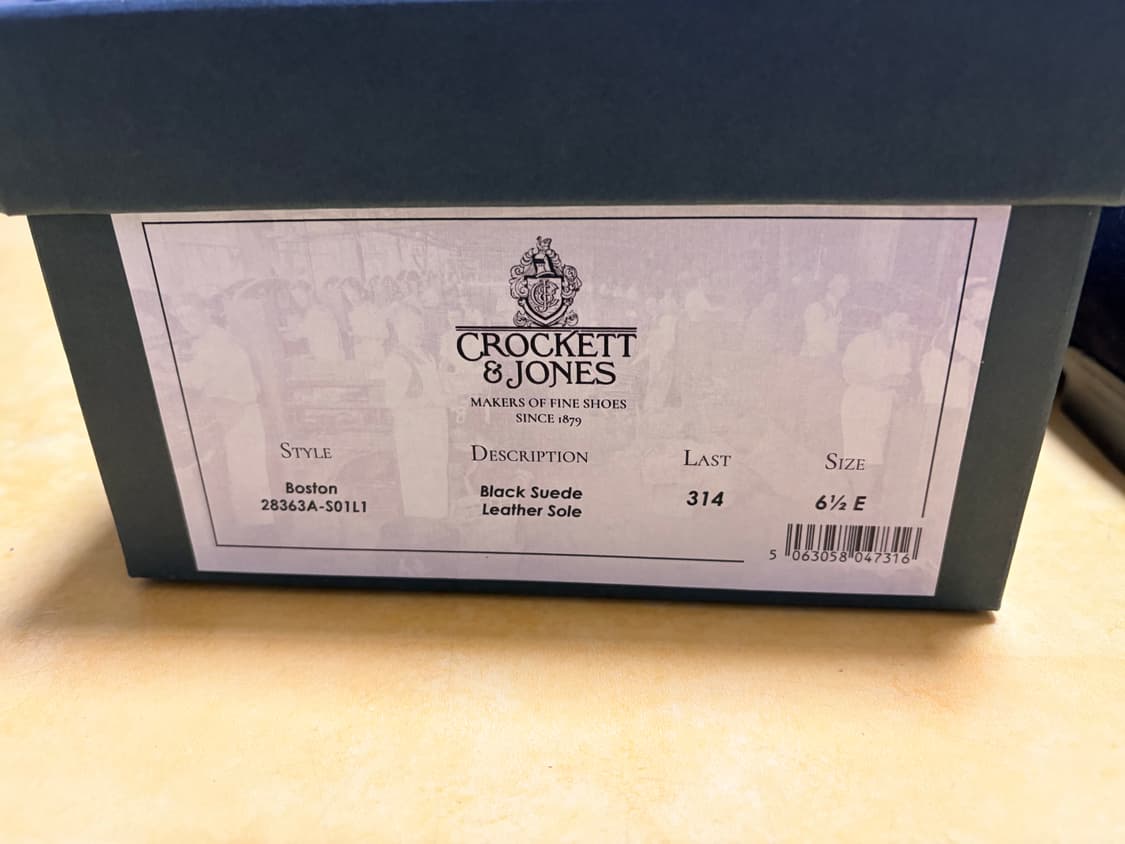 CROCKETT
& JONES
MAKERS OF FINE SHOES
SINCE 1879
STYLE DESCRIPTION LAST SIZE
Boston Black Suede 314 6½ E
28363A-S01L1 Leather Sole
5 063058 047316